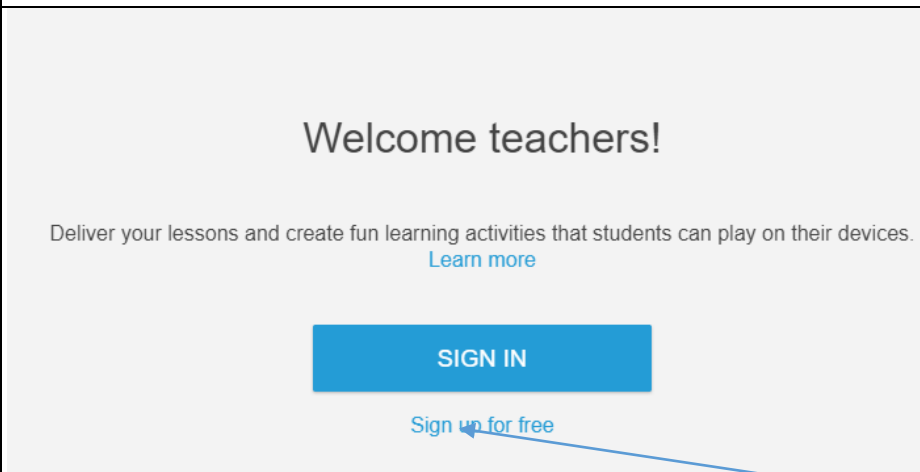 Welcome teachers!
Deliver your lessons and create fun learning activities that students can play on their devices.
Learn more
SIGN IN
Sign up for free